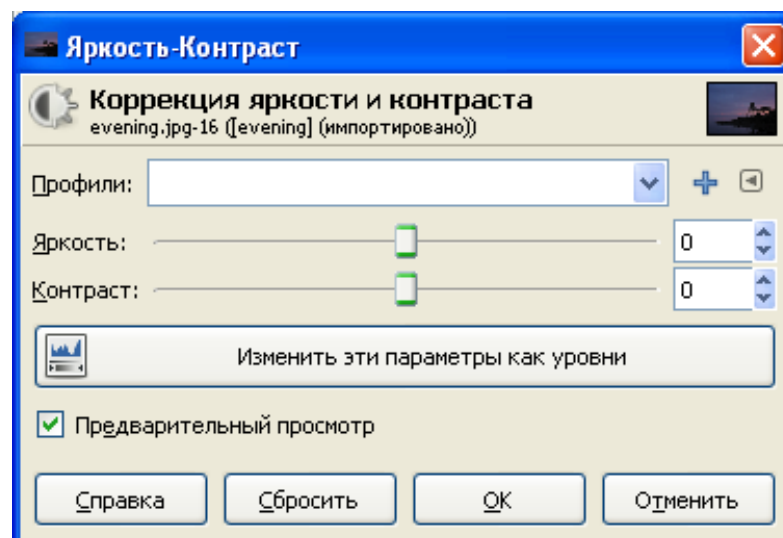 Яркость-Контраст
Коррекция яркости и контраста
evening.jpg-16 ([evening] (импортировано))
Профили:
Яркость: 0
Контраст: 0
Изменить эти параметры как уровни
Предварительный просмотр
Справка Сбросить OK Отменить